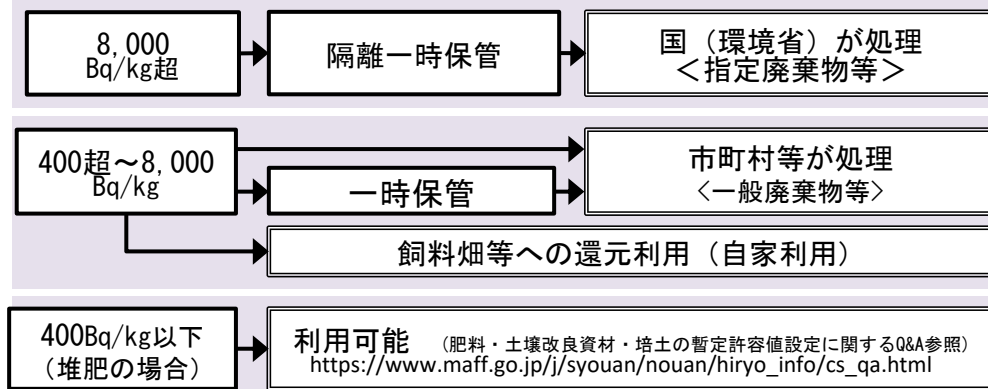 8,000
Bq/kg超
隔離一時保管
国（環境省）が処理
＜指定廃棄物等＞
400超～8,000
Bq/kg
一時保管
市町村等が処理
<一般廃棄物等>
飼料畑等への還元利用（自家利用）
400Bq/kg以下
（堆肥の場合）
利用可能 （肥料・土壌改良資材・培土の暫定許容値設定に関するQ&A参照）
https://www.maff.go.jp/j/syouan/nouan/hiryo_info/cs_qa.html